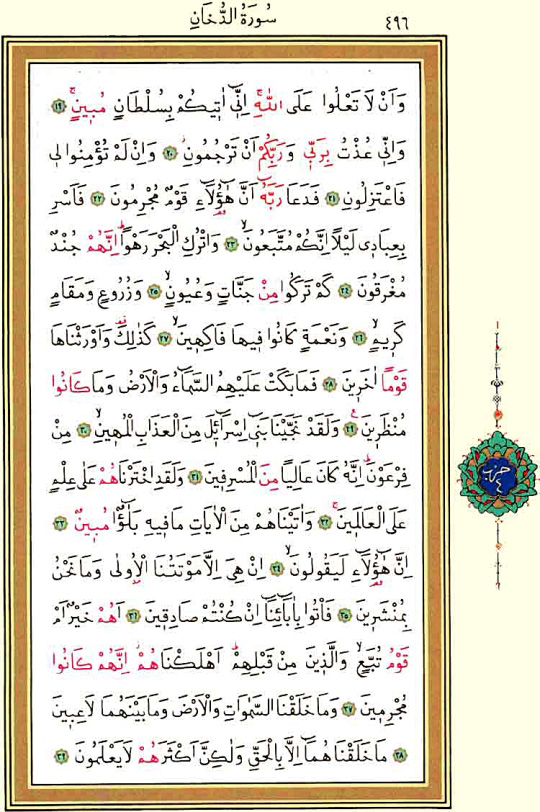 ٤٩٦
سُورَةُ الدُّخَانِ
وَاَنْ لَا تَعْلُوا عَلَى اللّٰهِۚ اِنّٓي اٰتٖيكُمْ بِسُلْطَانٍ مُبٖينٍۚ ﴿١٩﴾
وَاِنّٖي عُذْتُ بِرَبّٖي وَرَبِّكُمْ اَنْ تَرْجُمُونِۘ ﴿٢٠﴾ وَاِنْ لَمْ تُؤْمِنُوا لٖي
فَاعْتَزِلُونِ ﴿٢١﴾ فَدَعَا رَبَّهُٓ اَنَّ هٰٓؤُ۬لَٓاءِ قَوْمٌ مُجْرِمُونَ ﴿٢٢﴾ فَاَسْرِ
بِعِبَادٖي لَيْلًا اِنَّكُمْ مُتَّبَعُونَۙ ﴿٢٣﴾ وَاتْرُكِ الْبَحْرَ رَهْوًاۜ اِنَّهُمْ جُنْدٌ
مُغْرَقُونَ ﴿٢٤﴾ كَمْ تَرَكُوا مِنْ جَنَّاتٍ وَعُيُونٍۙ ﴿٢٥﴾ وَزُرُوعٍ وَمَقَامٍ
كَرٖيمٍۙ ﴿٢٦﴾ وَنَعْمَةٍ كَانُوا فٖيهَا فَاكِهٖينَۙ ﴿٢٧﴾ كَذٰلِكَ۠ وَاَوْرَثْنَاهَا
قَوْمًا اٰخَرٖينَ ﴿٢٨﴾ فَمَا بَكَتْ عَلَيْهِمُ السَّمَٓاءُ وَالْاَرْضُ وَمَا كَانُوا
مُنْظَرٖينَ۟ ﴿٢٩﴾ وَلَقَدْ نَجَّيْنَا بَنٖٓي اِسْرَٓائٖلَ مِنَ الْعَذَابِ الْمُهٖينِۙ ﴿٣٠﴾ مِنْ
فِرْعَوْنَۜ اِنَّهُ كَانَ عَالِيًا مِنَ الْمُسْرِفٖينَ ﴿٣١﴾ وَلَقَدِ اخْتَرْنَاهُمْ عَلٰى عِلْمٍ
عَلَى الْعَالَمٖينَۚ ﴿٣٢﴾ وَاٰتَيْنَاهُمْ مِنَ الْاٰيَاتِ مَا فٖيهِ بَلٰٓؤٌ۬ا مُبٖينٌ ﴿٣٣﴾
اِنَّ هٰٓؤُ۬لَٓاءِ لَيَقُولُونَۙ ﴿٣٤﴾ اِنْ هِيَ اِلَّا مَوْتَتُنَا الْاُو۫لٰى وَمَا نَحْنُ
بِمُنْشَرٖينَ ﴿٣٥﴾ فَأْتُوا بِاٰبَٓائِنَٓا اِنْ كُنْتُمْ صَادِقٖينَ ﴿٣٦﴾ اَهُمْ خَيْرٌ اَمْ
قَوْمُ تُبَّعٍۙ وَالَّذٖينَ مِنْ قَبْلِهِمْۜ اَهْلَكْنَاهُمْۘ اِنَّهُمْ كَانُوا
مُجْرِمٖينَ ﴿٣٧﴾ وَمَا خَلَقْنَا السَّمٰوَاتِ وَالْاَرْضَ وَمَا بَيْنَهُمَا لَاعِبٖينَ
﴿٣٨﴾ مَا خَلَقْنَاهُمَٓا اِلَّا بِالْحَقِّ وَلٰكِنَّ اَكْثَرَهُمْ لَا يَعْلَمُونَ ﴿٣٩﴾